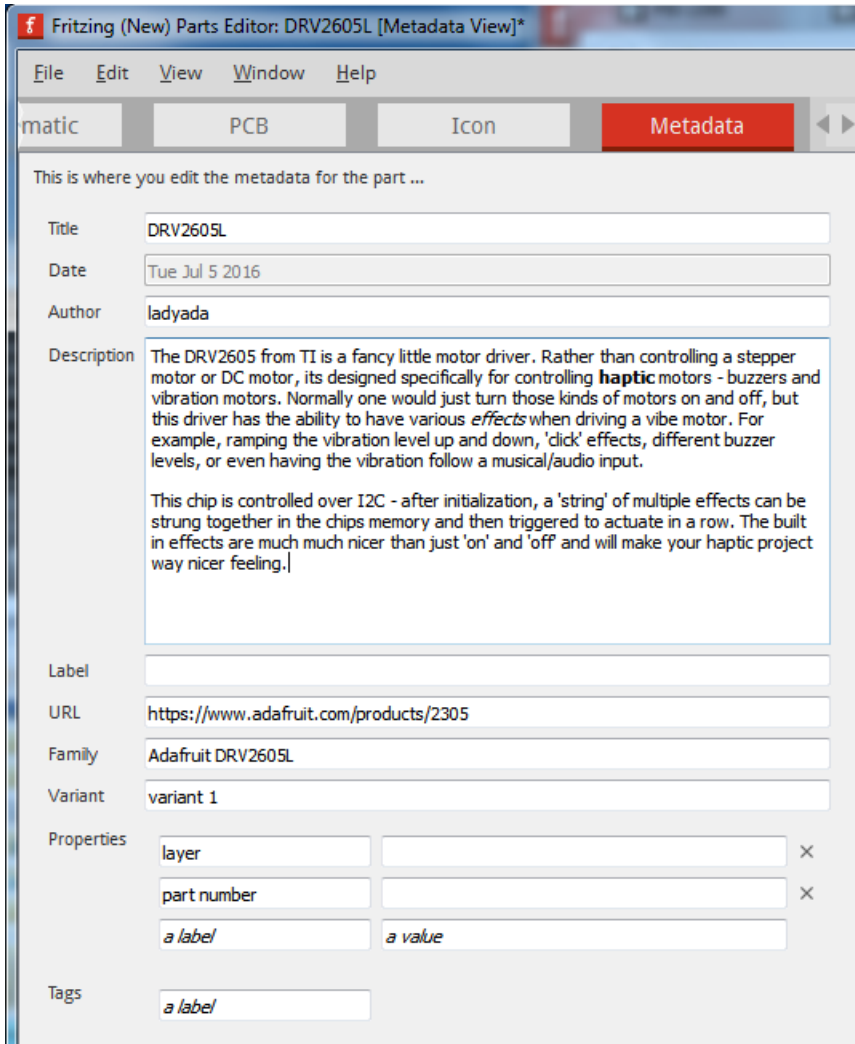 Fritzing (New) Parts Editor: DRV2605L [Metadata View]*
File Edit View Window Help
matic PCB Icon Metadata
This is where you edit the metadata for the part ...
Title DRV2605L
Date Tue Jul 5 2016
Author ladyada
Description The DRV2605 from TI is a fancy little motor driver. Rather than controlling a stepper
motor or DC motor, its designed specifically for controlling haptic motors - buzzers and
vibration motors. Normally one would just turn those kinds of motors on and off, but
this driver has the ability to have various effects when driving a vibe motor. For
example, ramping the vibration level up and down, 'click' effects, different buzzer
levels, or even having the vibration follow a musical/audio input.
This chip is controlled over I2C - after initialization, a 'string' of multiple effects can be
strung together in the chips memory and then triggered to actuate in a row. The built
in effects are much much nicer than just 'on' and 'off' and will make your haptic project
way nicer feeling.
Label
URL https://www.adafruit.com/products/2305
Family Adafruit DRV2605L
Variant variant 1
Properties
layer
part number
a label a value
Tags
a label